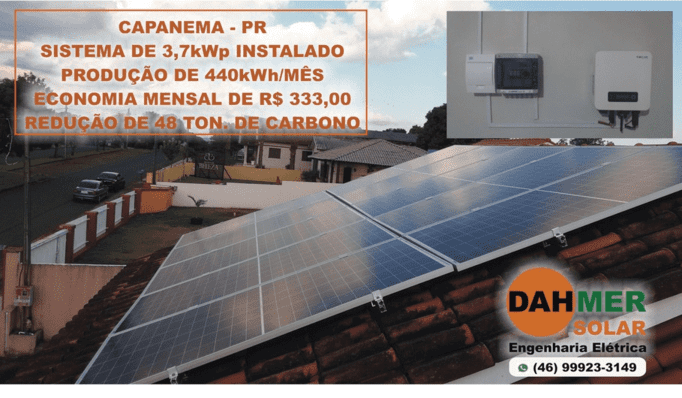 CAPANEMA - PR
SISTEMA DE 3,7kWp INSTALADO
PRODUÇÃO DE 440kWh/MÊS
ECONOMIA MENSAL DE R$ 333,00
REDUÇÃO DE 48 TON. DE CARBONO
DAHMER
SOLAR
Engenharia Elétrica
(46) 99923-3149